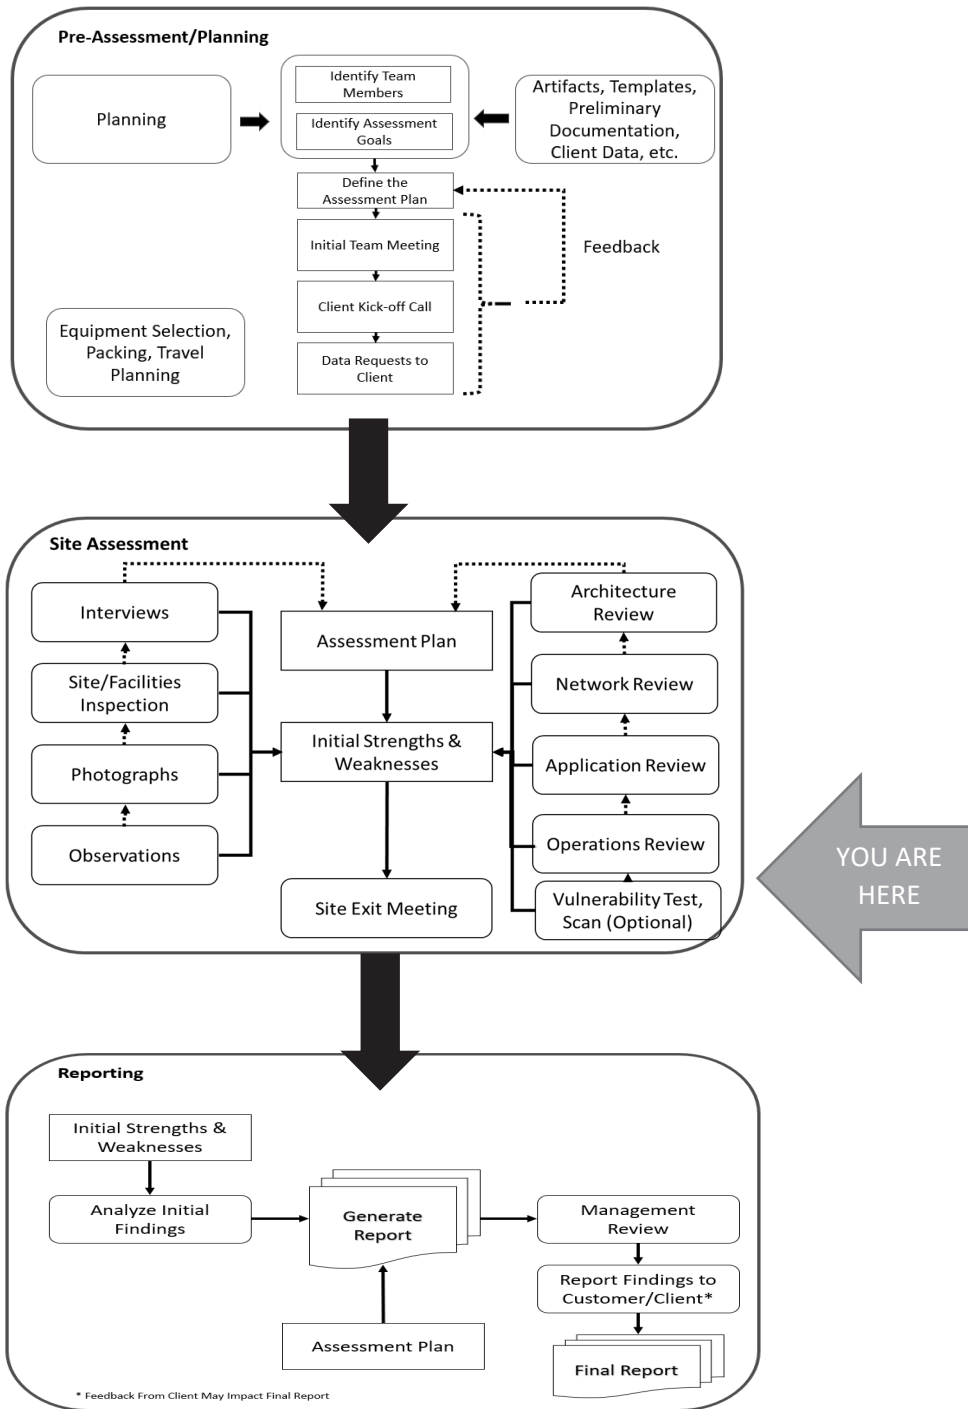 Pre-Assessment/Planning
Planning
Identify Team
Members
Identify Assessment
Goals
Artifacts, Templates,
Preliminary
Documentation,
Client Data, etc.
Define the
Assessment Plan
Initial Team Meeting
Feedback
Client Kick-off Call
Data Requests to
Client
Equipment Selection,
Packing, Travel
Planning
Site Assessment
Interviews
Site/Facilities
Inspection
Photographs
Observations
Assessment Plan
Initial Strengths &
Weaknesses
Site Exit Meeting
Architecture
Review
Network Review
Application Review
Operations Review
Vulnerability Test,
Scan (Optional)
YOU ARE
HERE
Reporting
Initial Strengths &
Weaknesses
Analyze Initial
Findings
Generate
Report
Assessment Plan
Management
Review
Report Findings to
Customer/Client*
Final Report
* Feedback From Client May Impact Final Report